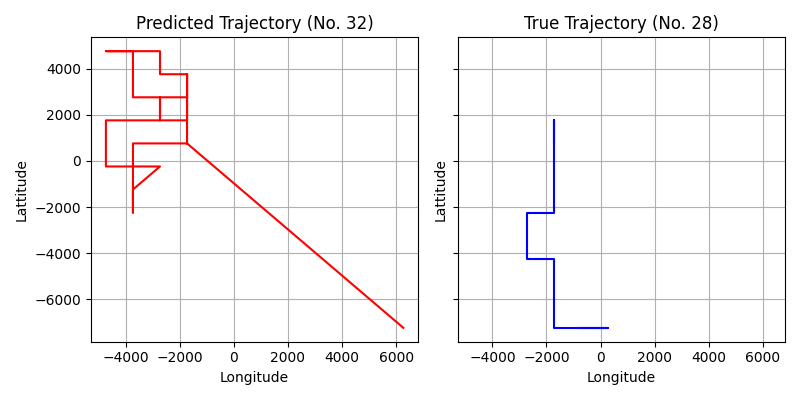 Predicted Trajectory (No. 32)
True Trajectory (No. 28)
Lattitude
4000
2000
0
−2000
−4000
−6000
−4000 −2000 0 2000 4000 6000
Longitude
Lattitude
−4000 −2000 0 2000 4000 6000
Longitude